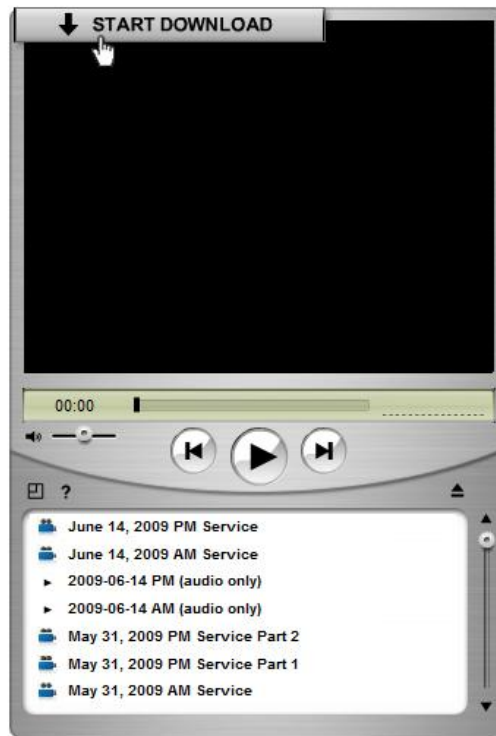 START DOWNLOAD
00:00
?
June 14, 2009 PM Service
June 14, 2009 AM Service
2009-06-14 PM (audio only)
2009-06-14 AM (audio only)
May 31, 2009 PM Service Part 2
May 31, 2009 PM Service Part 1
May 31, 2009 AM Service